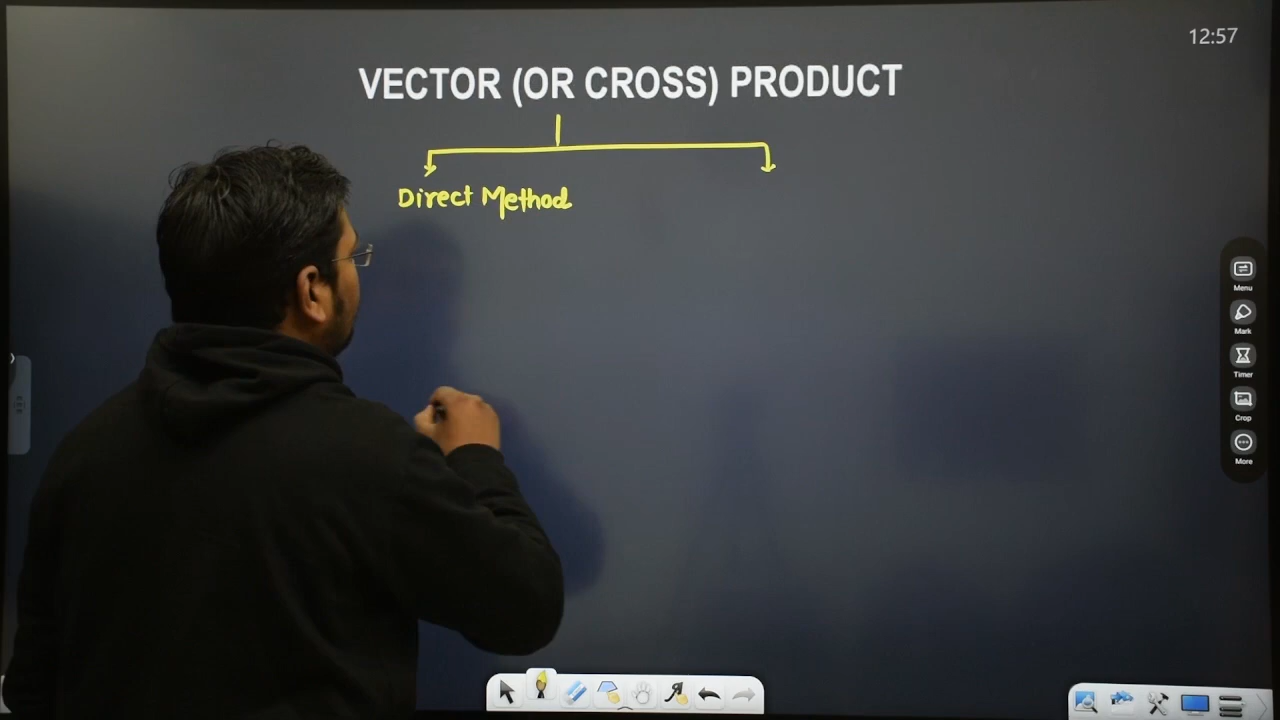 12:57
VECTOR (OR CROSS) PRODUCT
Direct Method
Menu
Mark
Timer
Crop
More